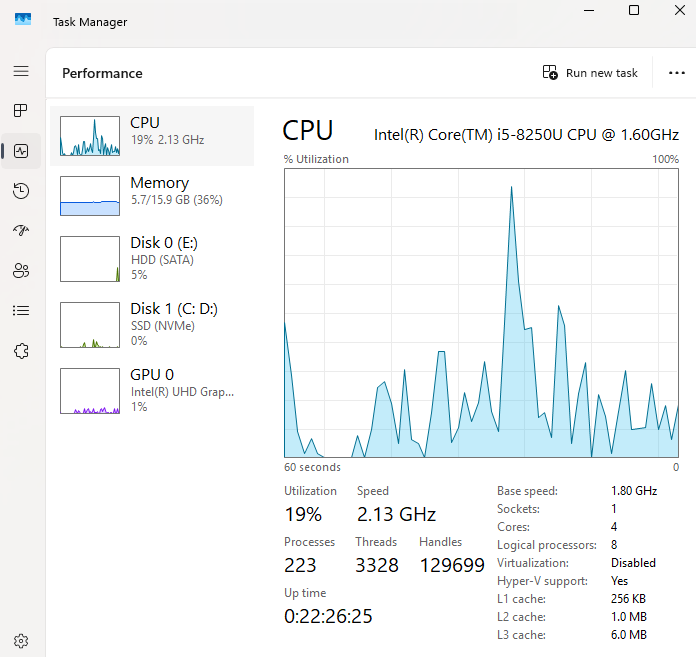 Task Manager
Performance
Run new task
CPU
19% 2.13 GHz
Memory
5.7/15.9 GB (36%)
Disk 0 (E:)
HDD (SATA)
5%
Disk 1 (C: D:)
SSD (NVMe)
0%
GPU 0
Intel(R) UHD Grap...
1%
CPU
Intel(R) Core(TM) i5-8250U CPU @ 1.60GHz
% Utilization
100%
60 seconds
0
Utilization
Speed
19%
2.13 GHz
Processes
Threads
Handles
223
3328
129699
Up time
0:22:26:25
Base speed: 1.80 GHz
Sockets: 1
Cores: 4
Logical processors: 8
Virtualization: Disabled
Hyper-V support: Yes
L1 cache: 256 KB
L2 cache: 1.0 MB
L3 cache: 6.0 MB